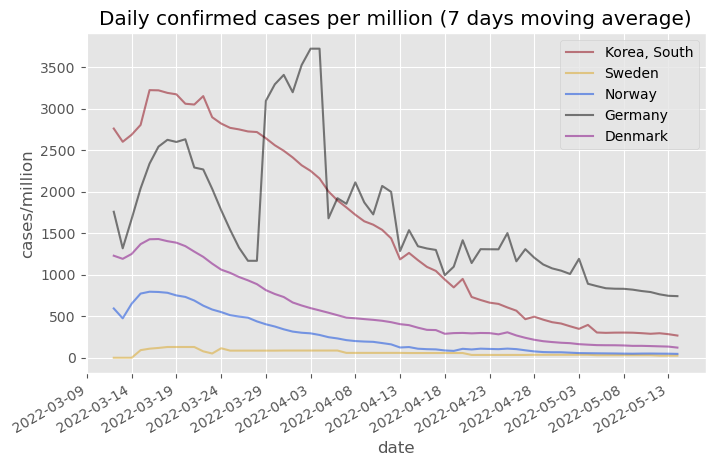 Daily confirmed cases per million (7 days moving average)
Korea, South
Sweden
Norway
Germany
Denmark
cases/million
3500
3000
2500
2000
1500
1000
500
0
2022-03-09
2022-03-14
2022-03-19
2022-03-24
2022-03-29
2022-04-03
2022-04-08
2022-04-13
2022-04-18
2022-04-23
2022-04-28
2022-05-03
2022-05-08
2022-05-13
date